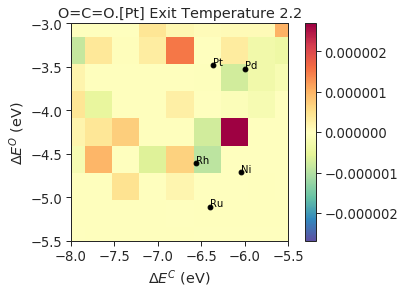 O=C=O.[Pt] Exit Temperature 2.2
−3.0
−3.5
−4.0
−4.5
−5.0
−5.5
ΔE^O (eV)
Pt
Pd
Rh
Ni
Ru
−8.0 −7.5 −7.0 −6.5 −6.0 −5.5
ΔE^C (eV)
0.000002
0.000001
0.000000
−0.000001
−0.000002